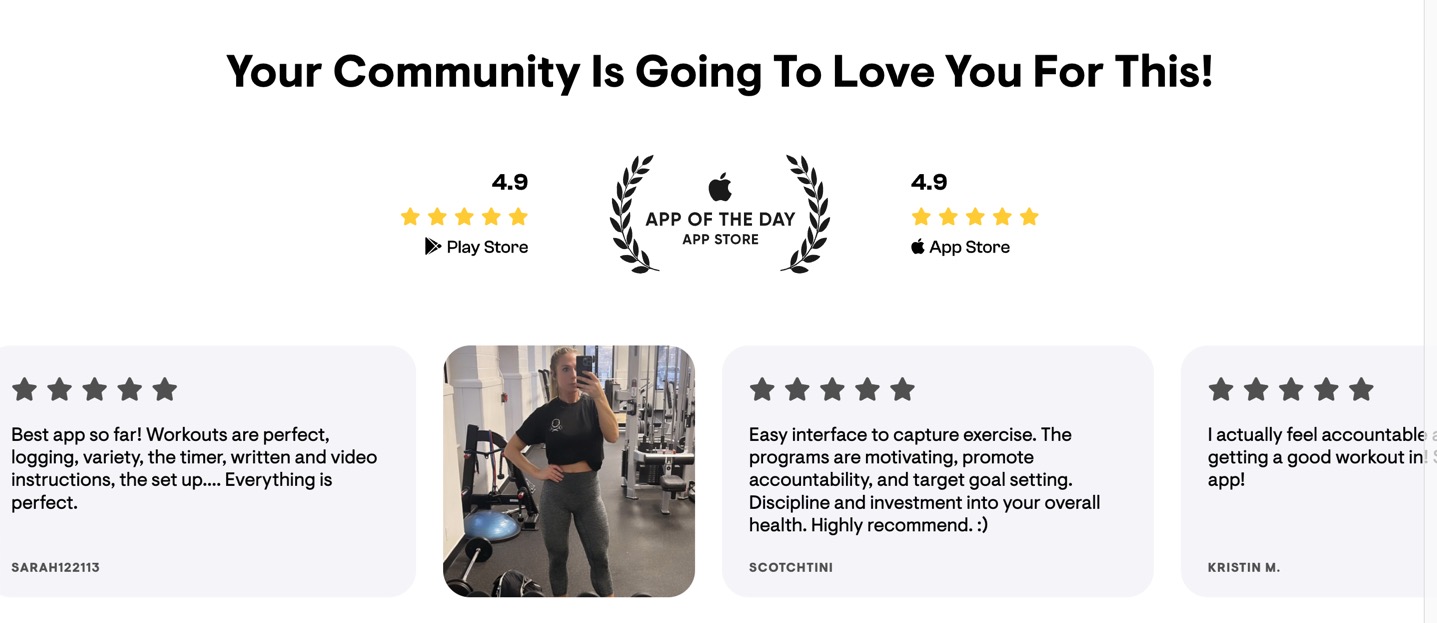 Your Community Is Going To Love You For This!
4.9
Play Store
APP OF THE DAY
APP STORE
4.9
App Store
Best app so far! Workouts are perfect,
logging, variety, the timer, written and video
instructions, the set up.... Everything is
perfect.
SARAH122113
Easy interface to capture exercise. The
programs are motivating, promote
accountability, and target goal setting.
Discipline and investment into your overall
health. Highly recommend. :)
SCOTCHTINI
I actually feel accountable
getting a good workout in!
app!
KRISTIN M.